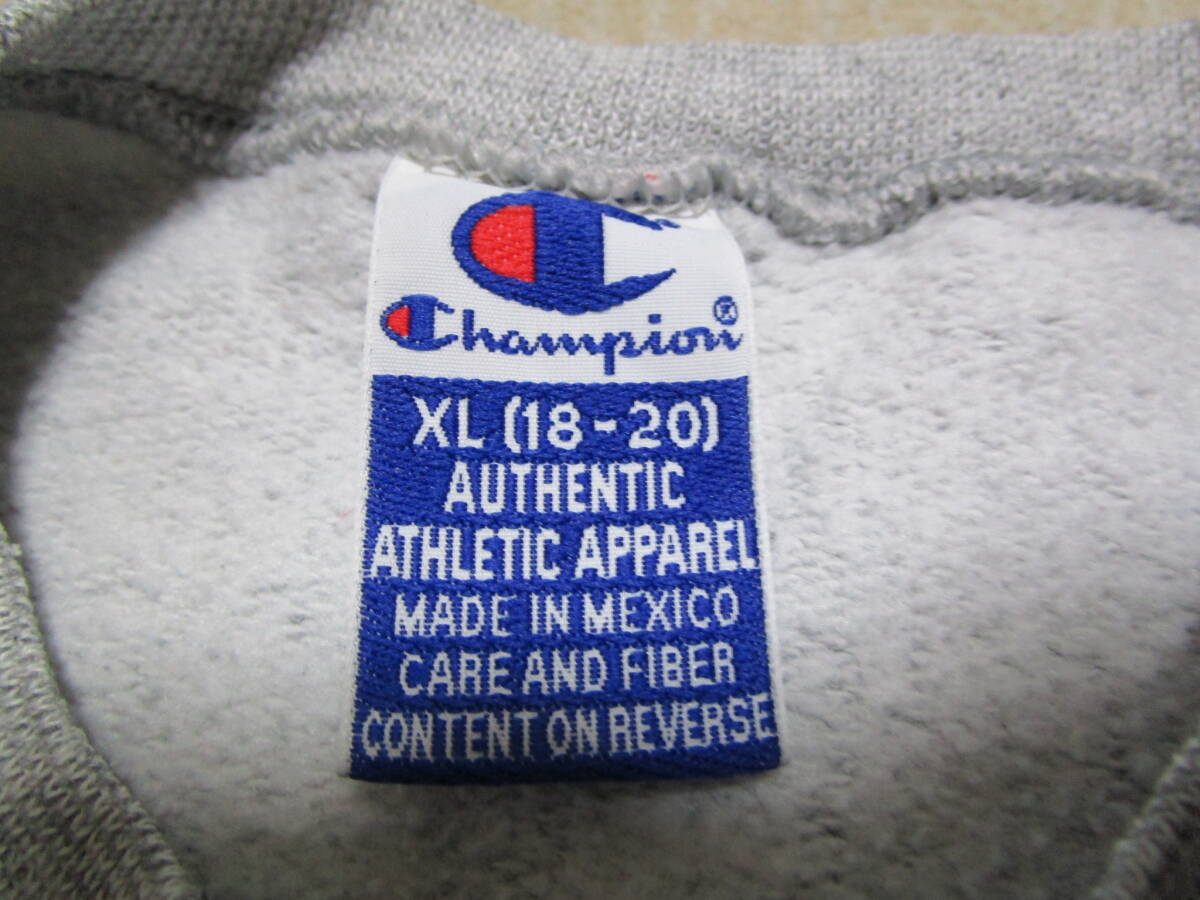 Champion®
XL (18-20)
AUTHENTIC
ATHLETIC APPAREL
MADE IN MEXICO
CARE AND FIBER
CONTENT ON REVERSE